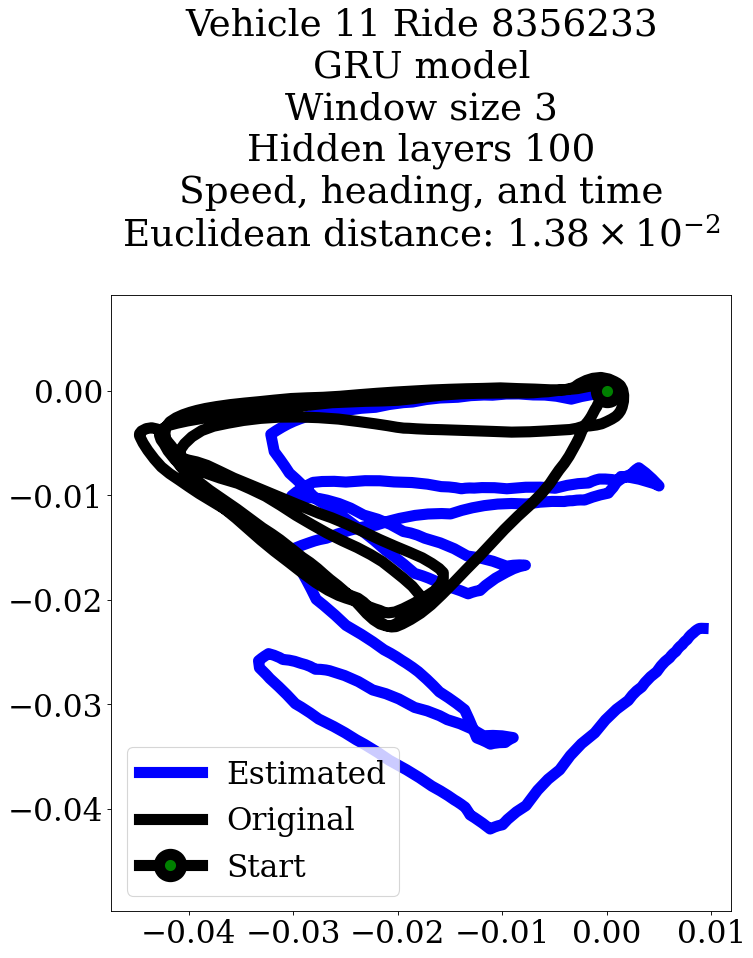 Vehicle 11 Ride 8356233
GRU model
Window size 3
Hidden layers 100
Speed, heading, and time
Euclidean distance: 1.38 × 10⁻²
0.00
−0.01
−0.02
−0.03
−0.04
Estimated
Original
Start
−0.04 −0.03 −0.02 −0.01 0.00 0.01